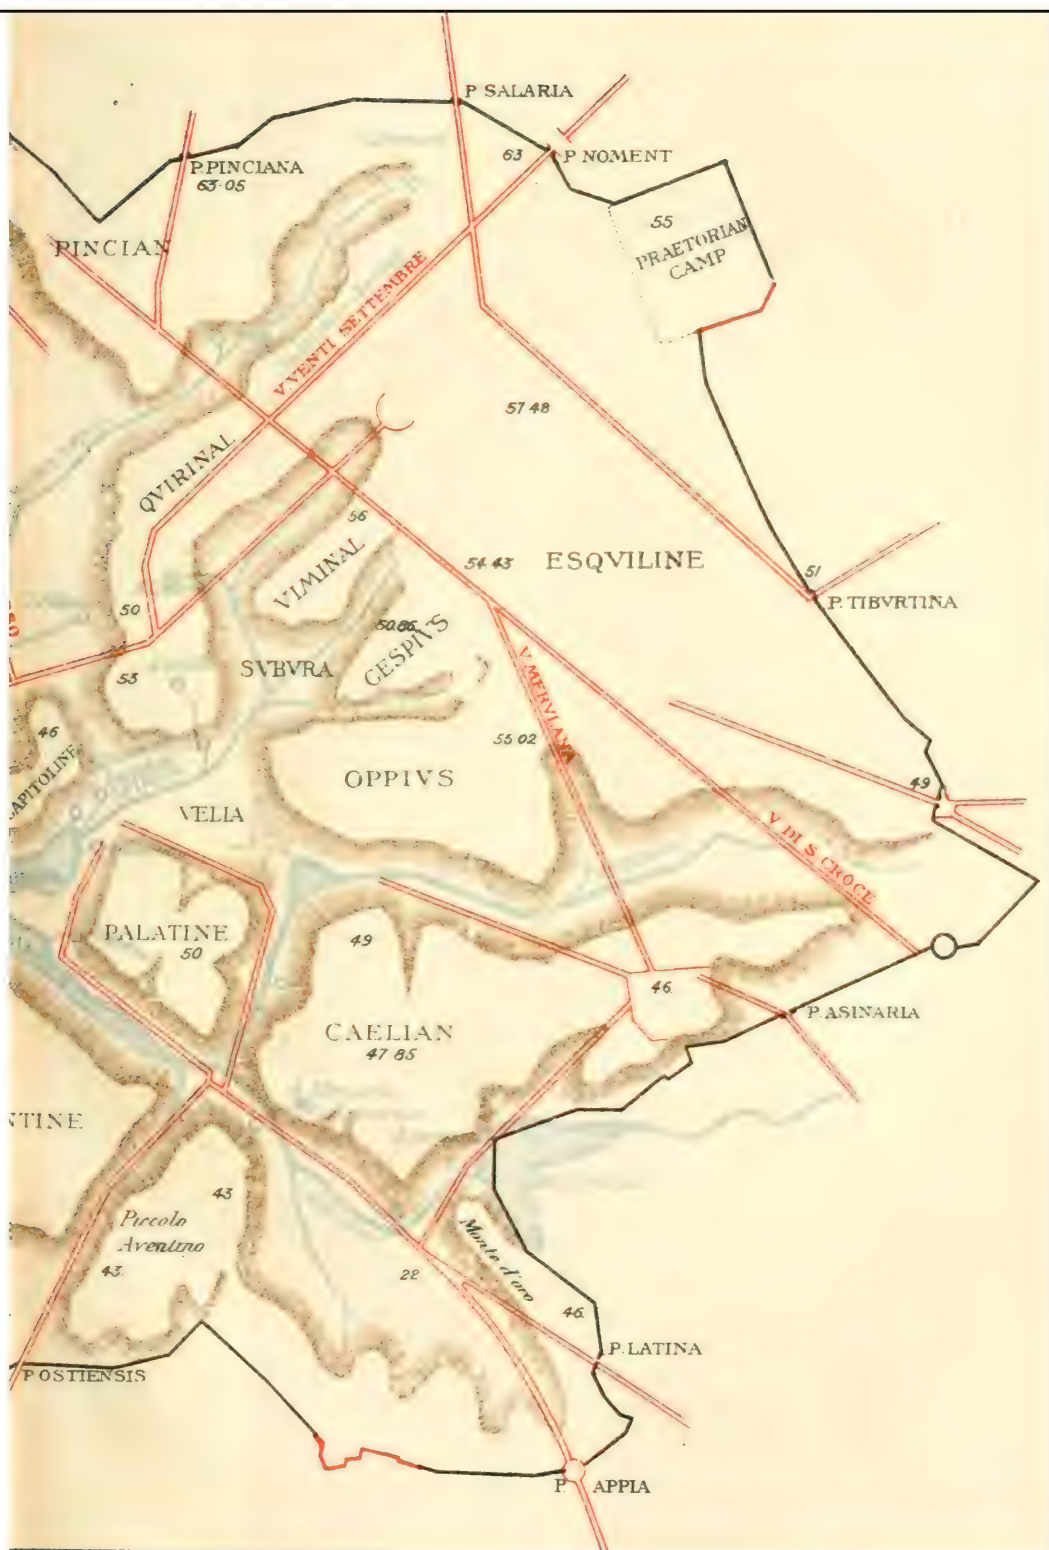 P SALARIA
63
P. NOMENT
P. PINCIANA
63·05
55
PRAETORIAN
CAMP
PINCIAN
V. VENTI SETTEMBRE
57 48
QVIRINAL
56
VIMINAL
54.43
ESQVILINE
51
P. TIBVRTINA
50
50.86
CESPIVS
SVBVRA
53
V. MERVLANA
46
CAPITOLINE
55 02
OPPIVS
VELIA
49
V. DI S. CROCE
PALATINE
50
49
46.
CAELIAN
47 85
P. ASINARIA
NTINE
43
Piccolo
Aventino
43.
22
Monte d'oro
46.
P. LATINA
P. OSTIENSIS
P. APPIA